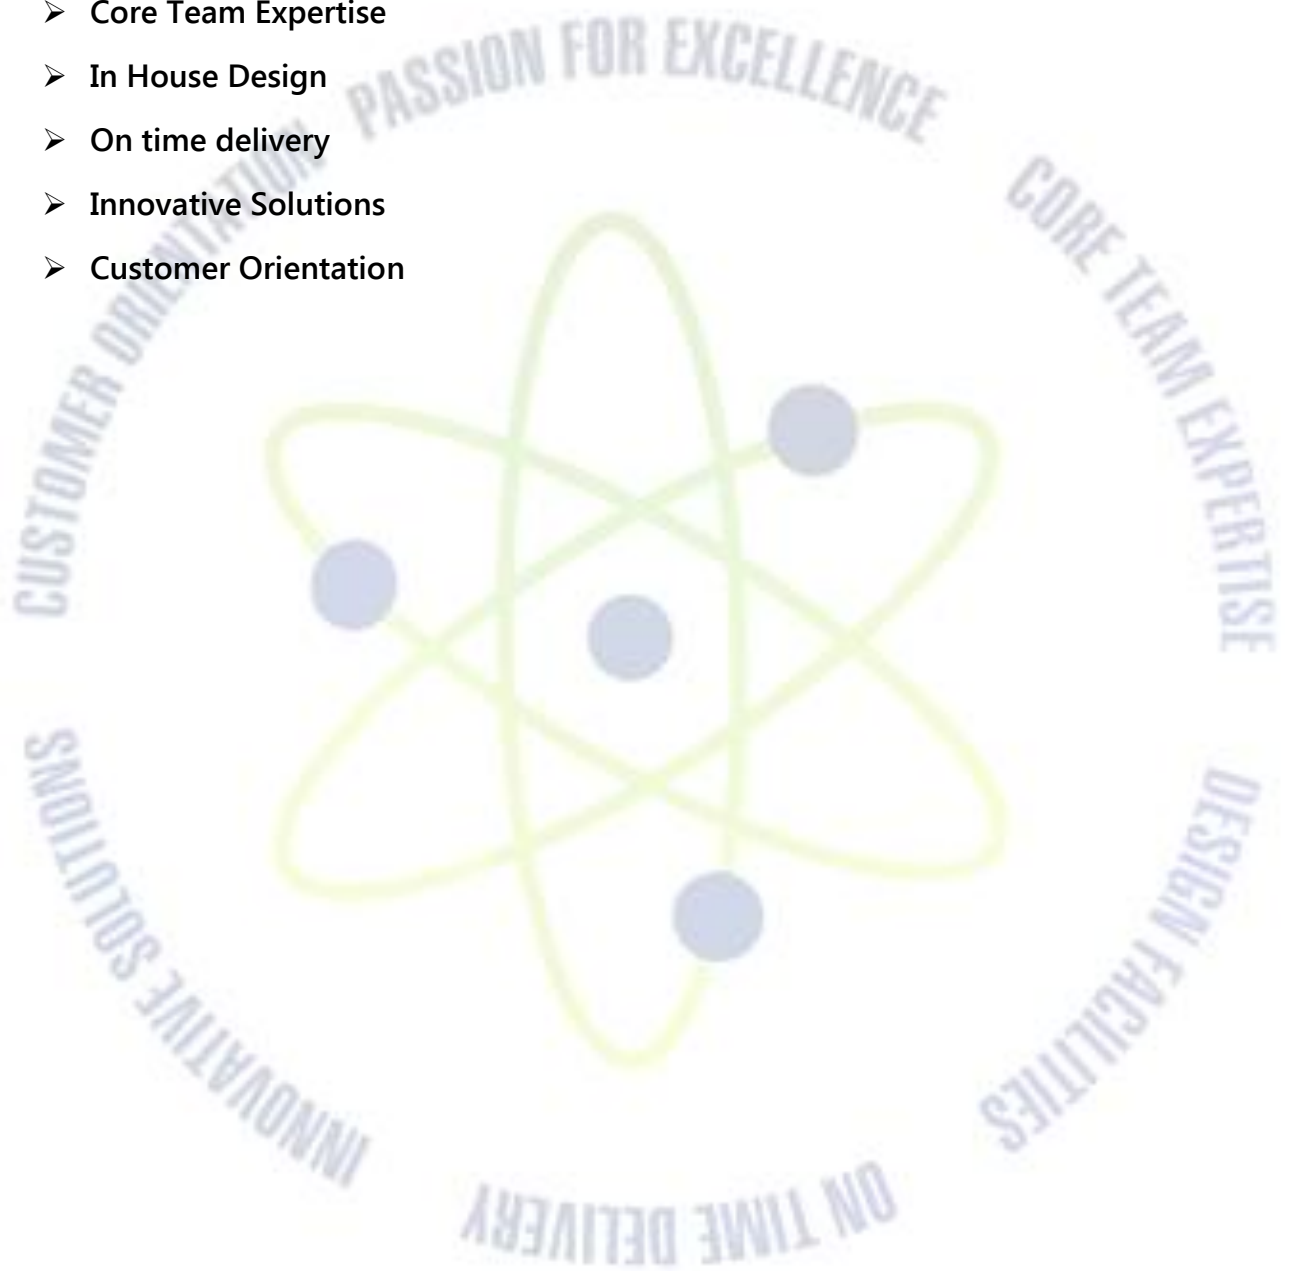 ➢ Core Team Expertise
➢ In House Design
➢ On time delivery
➢ Innovative Solutions
➢ Customer Orientation
PASSION FOR EXCELLENCE
CORE TEAM EXPERTISE
DESIGN FACILITIES
ON TIME DELIVERY
INNOVATIVE SOLUTIONS
CUSTOMER ORIENTATION